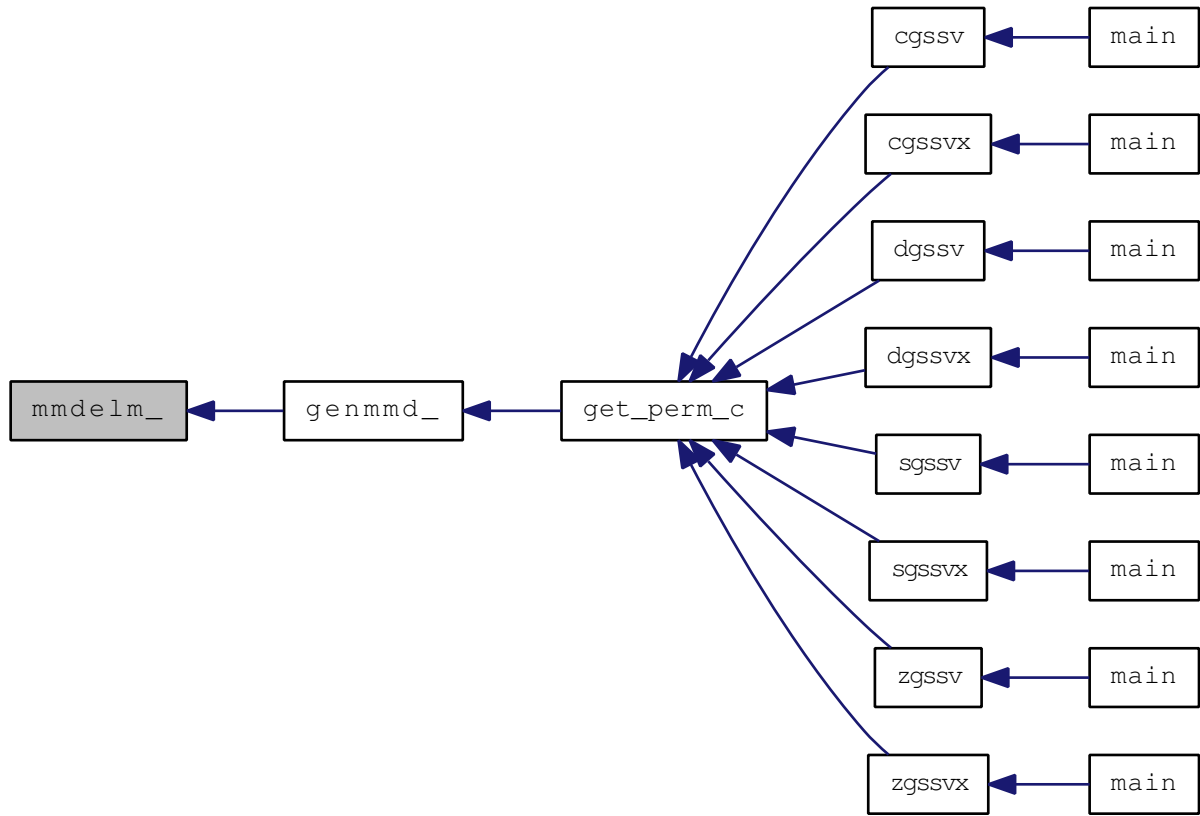 cgssv
main
cgssvx
main
dgssv
main
dgssvx
main
mmdelm_
genmmd_
get_perm_c
sgssv
main
sgssvx
main
zgssv
main
zgssvx
main